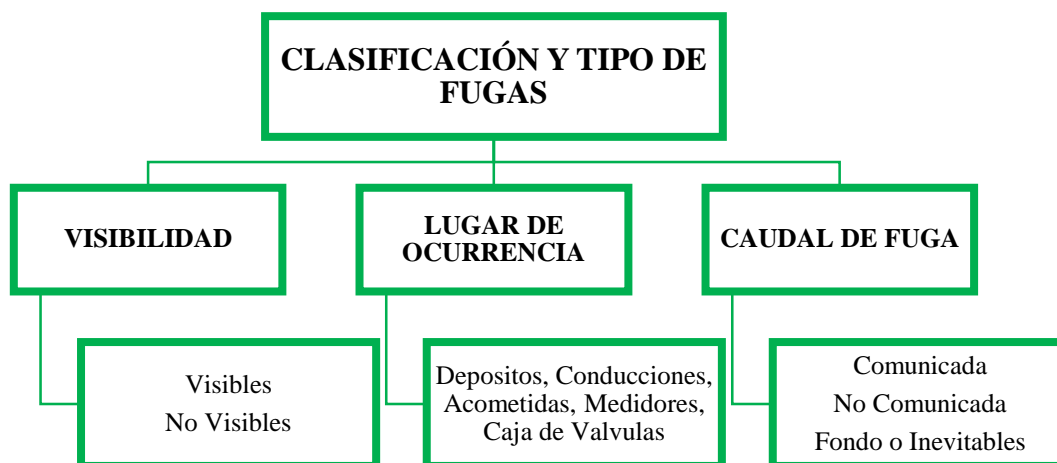 CLASIFICACIÓN Y TIPO DE
FUGAS
VISIBILIDAD
LUGAR DE
OCURRENCIA
CAUDAL DE FUGA
Visibles
No Visibles
Depositos, Conducciones,
Acometidas, Medidores,
Caja de Valvulas
Comunicada
No Comunicada
Fondo o Inevitables